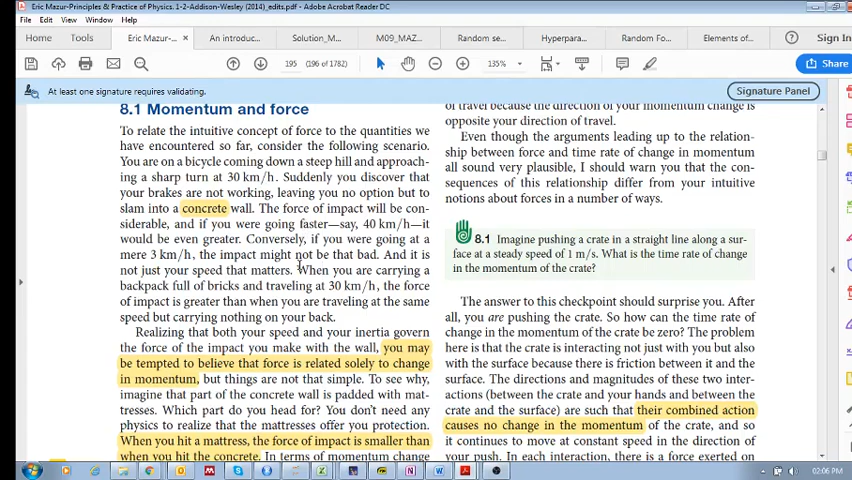 Eric Mazur-Principles & Practice of Physics. 1-2-Addison-Wesley (2014)_edits.pdf - Adobe Acrobat Reader DC
File Edit View Window Help
Home Tools Eric Mazur-Princip... × An introduc... Solution_M... M09_MAZ... Random se... Hyperpara... Random Fo... Elements of... Sign In
195 (196 of 1782) 135%
At least one signature requires validating. Signature Panel
8.1 Momentum and force
To relate the intuitive concept of force to the quantities we
have encountered so far, consider the following scenario.
You are on a bicycle coming down a steep hill and approach-
ing a sharp turn at 30 km/h. Suddenly you discover that
your brakes are not working, leaving you no option but to
slam into a concrete wall. The force of impact will be con-
siderable, and if you were going faster—say, 40 km/h—it
would be even greater. Conversely, if you were going at a
mere 3 km/h, the impact might not be that bad. And it is
not just your speed that matters. When you are carrying a
backpack full of bricks and traveling at 30 km/h, the force
of impact is greater than when you are traveling at the same
speed but carrying nothing on your back.
Realizing that both your speed and your inertia govern
the force of the impact you make with the wall, you may
be tempted to believe that force is related solely to change
in momentum, but things are not that simple. To see why,
imagine that part of the concrete wall is padded with mat-
tresses. Which part do you head for? You don't need any
physics to realize that the mattresses offer you protection.
When you hit a mattress, the force of impact is smaller than
when you hit the concrete. In terms of momentum change
of travel because the direction of your momentum change is
opposite your direction of travel.
Even though the arguments leading up to the relation-
ship between force and time rate of change in momentum
all sound very plausible, I should warn you that the con-
sequences of this relationship differ from your intuitive
notions about forces in a number of ways.
8.1 Imagine pushing a crate in a straight line along a sur-
face at a steady speed of 1 m/s. What is the time rate of change
in the momentum of the crate?
The answer to this checkpoint should surprise you. After
all, you are pushing the crate. So how can the time rate of
change in the momentum of the crate be zero? The problem
here is that the crate is interacting not just with you but also
with the surface because there is friction between it and the
surface. The directions and magnitudes of these two inter-
actions (between the crate and your hands and between the
crate and the surface) are such that their combined action
causes no change in the momentum of the crate, and so
it continues to move at constant speed in the direction of
your push. In each interaction, there is a force exerted on
02:06 PM